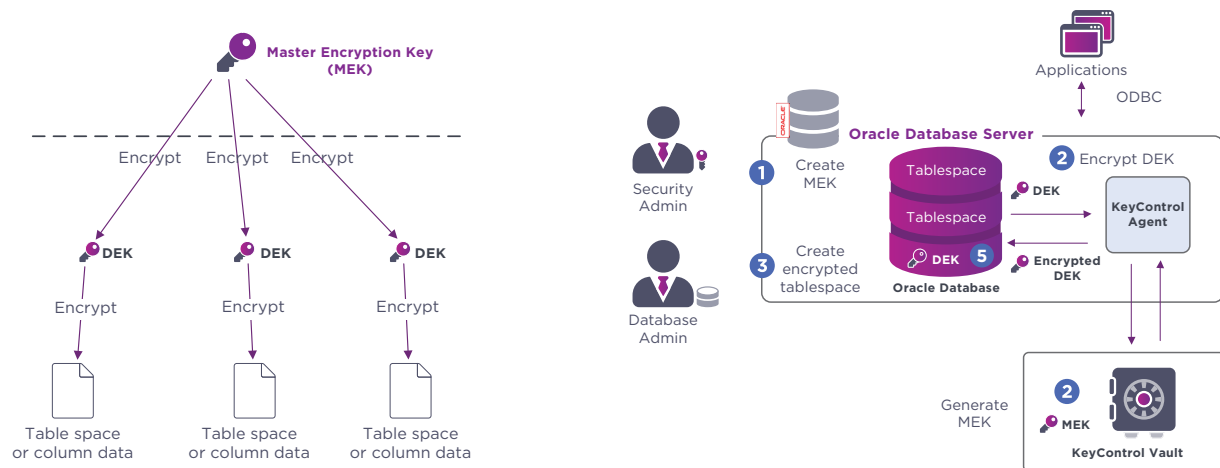 Master Encryption Key
(MEK)
Encrypt
Encrypt
Encrypt
DEK
DEK
DEK
Encrypt
Encrypt
Encrypt
Table space
or column data
Table space
or column data
Table space
or column data
Applications
ODBC
ORACLE
Oracle Database Server
Security
Admin
1
Create
MEK
Tablespace
Tablespace
DEK
5
Oracle Database
2
Encrypt DEK
DEK
KeyControl
Agent
Encrypted
DEK
3
Create
encrypted
tablespace
Database
Admin
Generate
MEK
2
MEK
KeyControl Vault